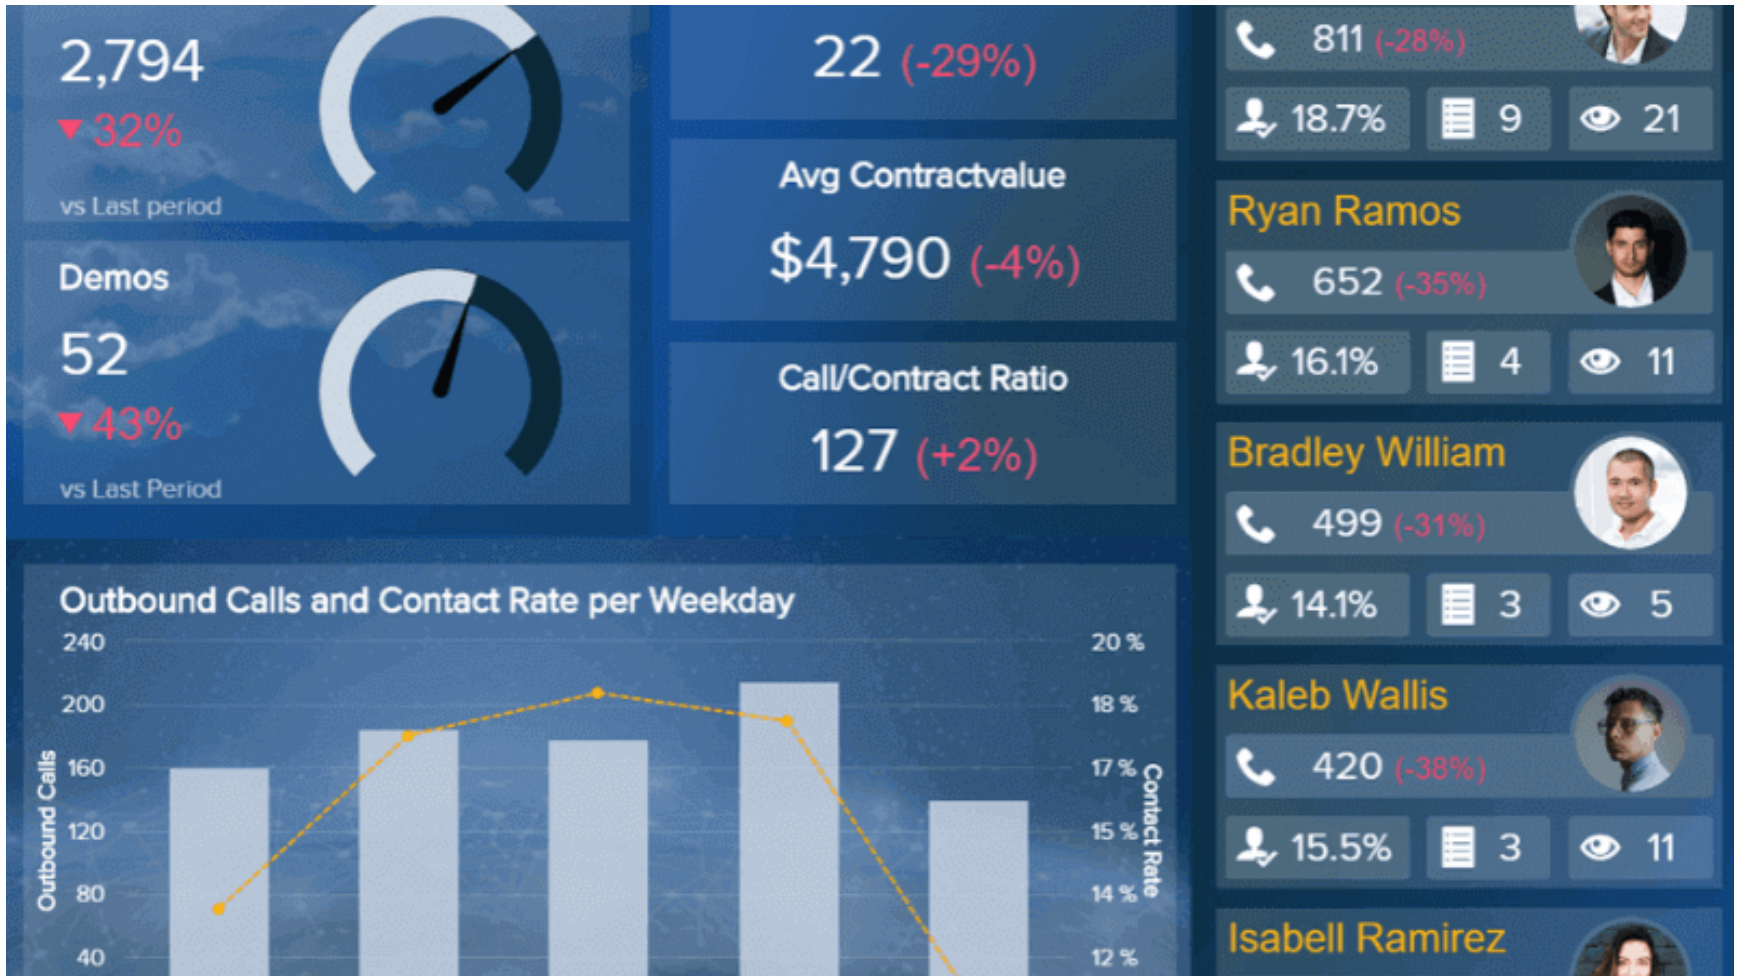 2,794
▼32%
vs Last period
Demos
52
▼43%
vs Last Period
22 (-29%)
Avg Contractvalue
$4,790 (-4%)
Call/Contract Ratio
127 (+2%)
Outbound Calls and Contact Rate per Weekday
240
200
160
120
80
40
Outbound Calls
20 %
18 %
17 %
15 %
14 %
12 %
Contact Rate
811 (-28%)
18.7% 9 21
Ryan Ramos
652 (-35%)
16.1% 4 11
Bradley William
499 (-31%)
14.1% 3 5
Kaleb Wallis
420 (-38%)
15.5% 3 11
Isabell Ramirez